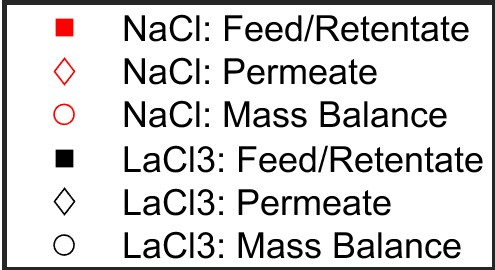 NaCl: Feed/Retentate
NaCl: Permeate
NaCl: Mass Balance
LaCl3: Feed/Retentate
LaCl3: Permeate
LaCl3: Mass Balance